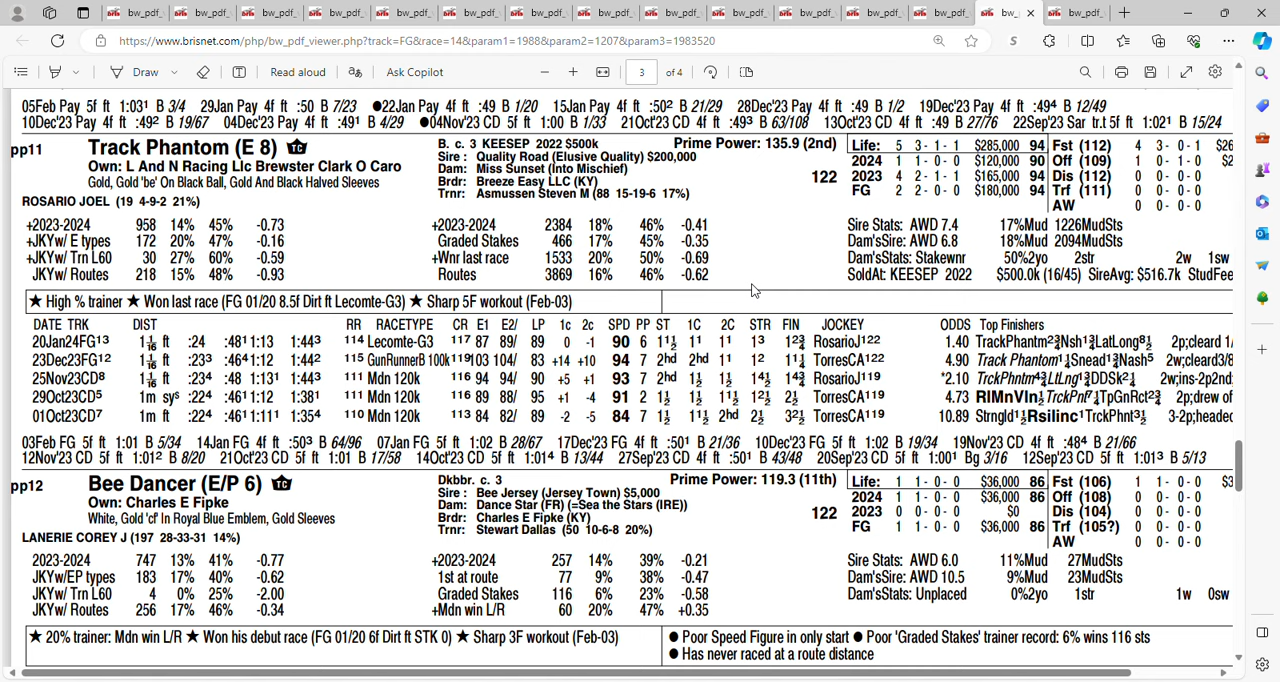 bw_pdf_ bw_pdf_ bw_pdf_ bw_pdf_ bw_pdf_ bw_pdf_ bw_pdf_ bw_pdf_ bw_pdf_ bw_pdf_ bw_pdf_ bw_pdf_ bw_pdf_ bw_ bw_pdf_
https://www.brisnet.com/php/bw_pdf_viewer.php?track=FG&race=14&param1=1988&param2=1207&param3=1983520
Draw Read aloud Ask Copilot 3 of 4
05Feb Pay 5f ft 1:03¹ B 3/4 29Jan Pay 4f ft :50 B 7/23 ●22Jan Pay 4f ft :49 B 1/20 15Jan Pay 4f ft :50² B 21/29 28Dec'23 Pay 4f ft :49 B 1/2 19Dec'23 Pay 4f ft :49⁴ B 12/49
10Dec'23 Pay 4f ft :49² B 19/67 04Dec'23 Pay 4f ft :49¹ B 4/29 ●04Nov'23 CD 5f ft 1:00 B 1/33 21Oct'23 CD 4f ft :49³ B 63/108 13Oct'23 CD 4f ft :49 B 27/76 22Sep'23 Sar tr.t 5f ft 1:02¹ B 15/24
pp11 Track Phantom (E 8)
Own: L And N Racing Llc Brewster Clark O Caro
Gold, Gold 'be' On Black Ball, Gold And Black Halved Sleeves
ROSARIO JOEL (19 4-9-2 21%)
B. c. 3 KEESEP 2022 $500k
Sire : Quality Road (Elusive Quality) $200,000
Dam: Miss Sunset (Into Mischief)
Brdr: Breeze Easy LLC (KY)
Trnr: Asmussen Steven M (88 15-19-6 17%)
Prime Power: 135.9 (2nd)
122
Life: 5 3- 1- 1 $285,000 94 Fst (112) 4 3- 0- 1 $26
2024 1 1- 0- 0 $120,000 90 Off (109) 1 0- 1- 0 $2
2023 4 2- 1- 1 $165,000 94 Dis (112) 0 0- 0- 0
FG 2 2- 0- 0 $180,000 94 Trf (111) 0 0- 0- 0
AW 0 0- 0- 0
+2023-2024 958 14% 45% -0.73 +2023-2024 2384 18% 46% -0.41 Sire Stats: AWD 7.4 17%Mud 1226MudSts
+JKYw/ E types 172 20% 47% -0.16 Graded Stakes 466 17% 45% -0.35 Dam'sSire: AWD 6.8 18%Mud 2094MudSts
+JKYw/ Trn L60 30 27% 60% -0.59 +Wnr last race 1533 20% 50% -0.69 Dam'sStats: Stakewnr 50%2yo 2str 2w 1sw
JKYw/ Routes 218 15% 48% -0.93 Routes 3869 16% 46% -0.62 SoldAt: KEESEP 2022 $500.0k (16/45) SireAvg: $516.7k StudFee
★ High % trainer ★ Won last race (FG 01/20 8.5f Dirt ft Lecomte-G3) ★ Sharp 5F workout (Feb-03)
DATE TRK DIST RR RACETYPE CR E1 E2/ LP 1c 2c SPD PP ST 1C 2C STR FIN JOCKEY ODDS Top Finishers
20Jan24FG¹³ 1 1/16 ft :24 :48¹ 1:13 1:44³ ¹¹⁴ Lecomte-G3 117 87 89/ 89 0 -1 90 6 1¹½ 1¹ 1¹ 1³ 1²¾ RosarioJ¹²² 1.40 TrackPhantm²¾Nsh¹¾LatLong⁸½ 2p;cleard 1/
23Dec23FG¹² 1 1/16 ft :23³ :46⁴ 1:12 1:44² ¹¹⁵ GunRunnerB 100k 119 103 104/ 83 +14 +10 94 7 2hd 2hd 1¹ 1² 1¹¼ TorresCA¹²² 4.90 Track Phantom¹¼Snead¹¾Nash⁵ 2w;cleard3/8
25Nov23CD⁸ 1 1/16 ft :23⁴ :48 1:13¹ 1:44³ ¹¹¹ Mdn 120k 116 94 94/ 90 +5 +1 93 7 2hd 1½ 1½ 1⁴½ 1⁴¾ RosarioJ¹¹⁹ *2.10 TrckPhntm⁴¾LtLng¹¾DDSk²¼ 2w;ins-2p2nd,
29Oct23CD⁵ 1m sys :22⁴ :46¹ 1:12 1:38¹ ¹¹¹ Mdn 120k 116 89 88/ 95 +1 -4 91 2 1½ 1½ 1¹½ 12½ 2½ TorresCA¹¹⁹ 4.73 RlMnVln½TrckPnf⁷¼TpGnRct²¾ 2p;drew of
01Oct23CD⁷ 1m ft :22⁴ :46¹ 1:11¹ 1:35⁴ ¹¹⁰ Mdn 120k 113 84 82/ 89 -2 -5 84 7 1½ 1¹½ 2hd 2½ 3²½ TorresCA¹¹⁹ 10.89 Strngld¹½Rsilinc¹TrckPhnt³½ 3-2p;headed
03Feb FG 5f ft 1:01 B 5/34 14Jan FG 4f ft :50³ B 64/96 07Jan FG 5f ft 1:02 B 28/67 17Dec'23 FG 4f ft :50¹ B 21/36 10Dec'23 FG 5f ft 1:02 B 19/34 19Nov'23 CD 4f ft :48⁴ B 21/66
12Nov'23 CD 5f ft 1:01² B 8/20 21Oct'23 CD 5f ft 1:01 B 17/58 14Oct'23 CD 5f ft 1:01⁴ B 13/44 27Sep'23 CD 4f ft :50¹ B 43/48 20Sep'23 CD 5f ft 1:00¹ Bg 3/16 12Sep'23 CD 5f ft 1:01³ B 5/13
pp12 Bee Dancer (E/P 6)
Own: Charles E Fipke
White, Gold 'cf' In Royal Blue Emblem, Gold Sleeves
LANERIE COREY J (197 28-33-31 14%)
Dkbbr. c. 3
Sire : Bee Jersey (Jersey Town) $5,000
Dam: Dance Star (FR) (=Sea the Stars (IRE))
Brdr: Charles E Fipke (KY)
Trnr: Stewart Dallas (50 10-6-8 20%)
Prime Power: 119.3 (11th)
122
Life: 1 1- 0- 0 $36,000 86 Fst (106) 1 1- 0- 0 $3
2024 1 1- 0- 0 $36,000 86 Off (108) 0 0- 0- 0
2023 0 0- 0- 0 $0 Dis (104) 0 0- 0- 0
FG 1 1- 0- 0 $36,000 86 Trf (105?) 0 0- 0- 0
AW 0 0- 0- 0
2023-2024 747 13% 41% -0.77 +2023-2024 257 14% 39% -0.21 Sire Stats: AWD 6.0 11%Mud 27MudSts
JKYw/EP types 183 17% 40% -0.62 1st at route 77 9% 38% -0.47 Dam'sSire: AWD 10.5 9%Mud 23MudSts
JKYw/ Trn L60 4 0% 25% -2.00 Graded Stakes 116 6% 23% -0.58 Dam'sStats: Unplaced 0%2yo 1str 1w 0sw
JKYw/ Routes 256 17% 46% -0.34 +Mdn win L/R 60 20% 47% +0.35
★ 20% trainer: Mdn win L/R ★ Won his debut race (FG 01/20 6f Dirt ft STK 0) ★ Sharp 3F workout (Feb-03)
● Poor Speed Figure in only start ● Poor 'Graded Stakes' trainer record: 6% wins 116 sts
● Has never raced at a route distance